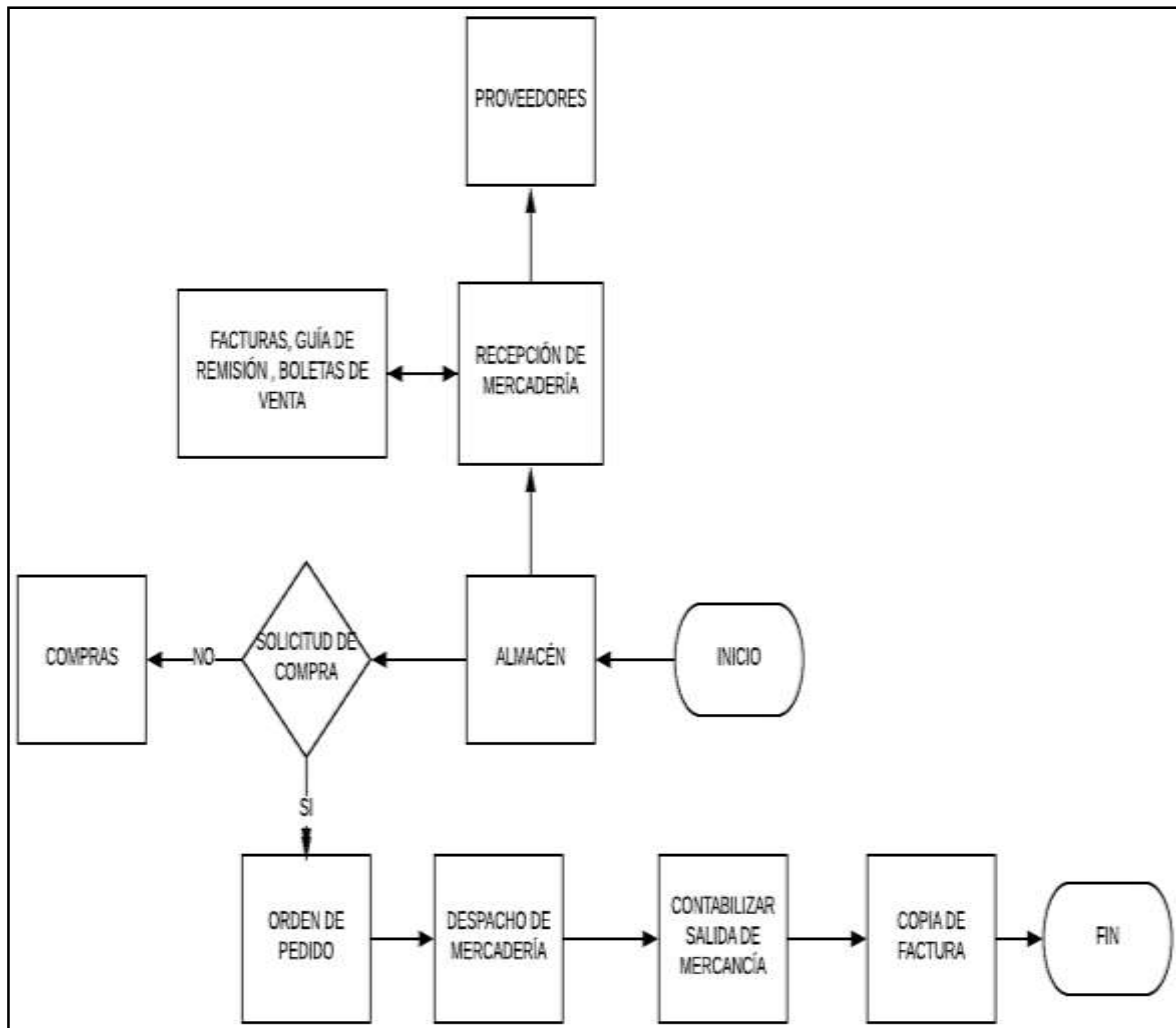 PROVEEDORES
FACTURAS, GUÍA DE
REMISIÓN , BOLETAS DE
VENTA
RECEPCIÓN DE
MERCADERÍA
COMPRAS
NO
SOLICITUD DE
COMPRA
ALMACÉN
INICIO
SI
ORDEN DE
PEDIDO
DESPACHO DE
MERCADERÍA
CONTABILIZAR
SALIDA DE
MERCANCÍA
COPIA DE
FACTURA
FIN